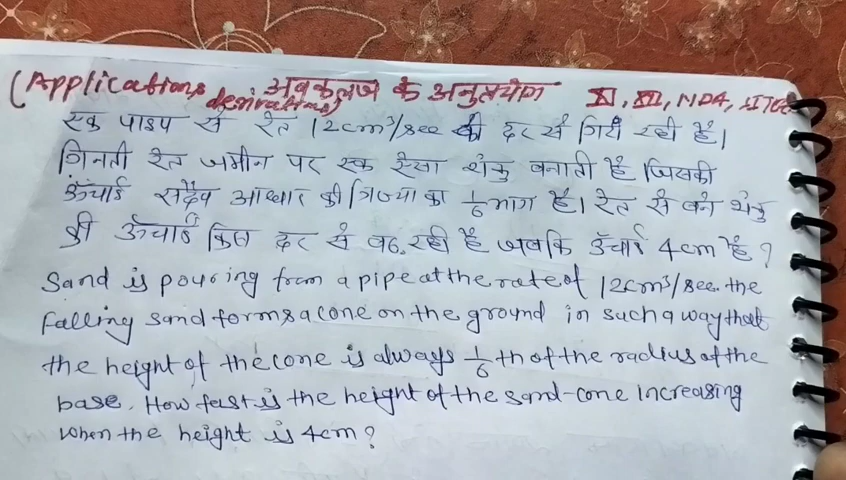 (Applications अवकलज के अनुप्रयोग XI, XII, NDA, IITJEE
derivatives)
एक पाइप से रेत 12cm³/sec की दर से गिर रही है।
गिरती रेत जमीन पर एक ऐसा शंकु बनाती है जिसकी
ऊँचाई सदैव आधार की त्रिज्या का 1/6 भाग है। रेत से बने शंकु
की ऊँचाई किस दर से बढ़ रही है जबकि ऊँचाई 4cm है?
Sand is pouring from a pipe at the rate of 12cm³/sec. the
falling sand forms a cone on the ground in such a way that
the height of the cone is always 1/6 th of the radius of the
base. How fast is the height of the sand-cone increasing
when the height is 4cm?